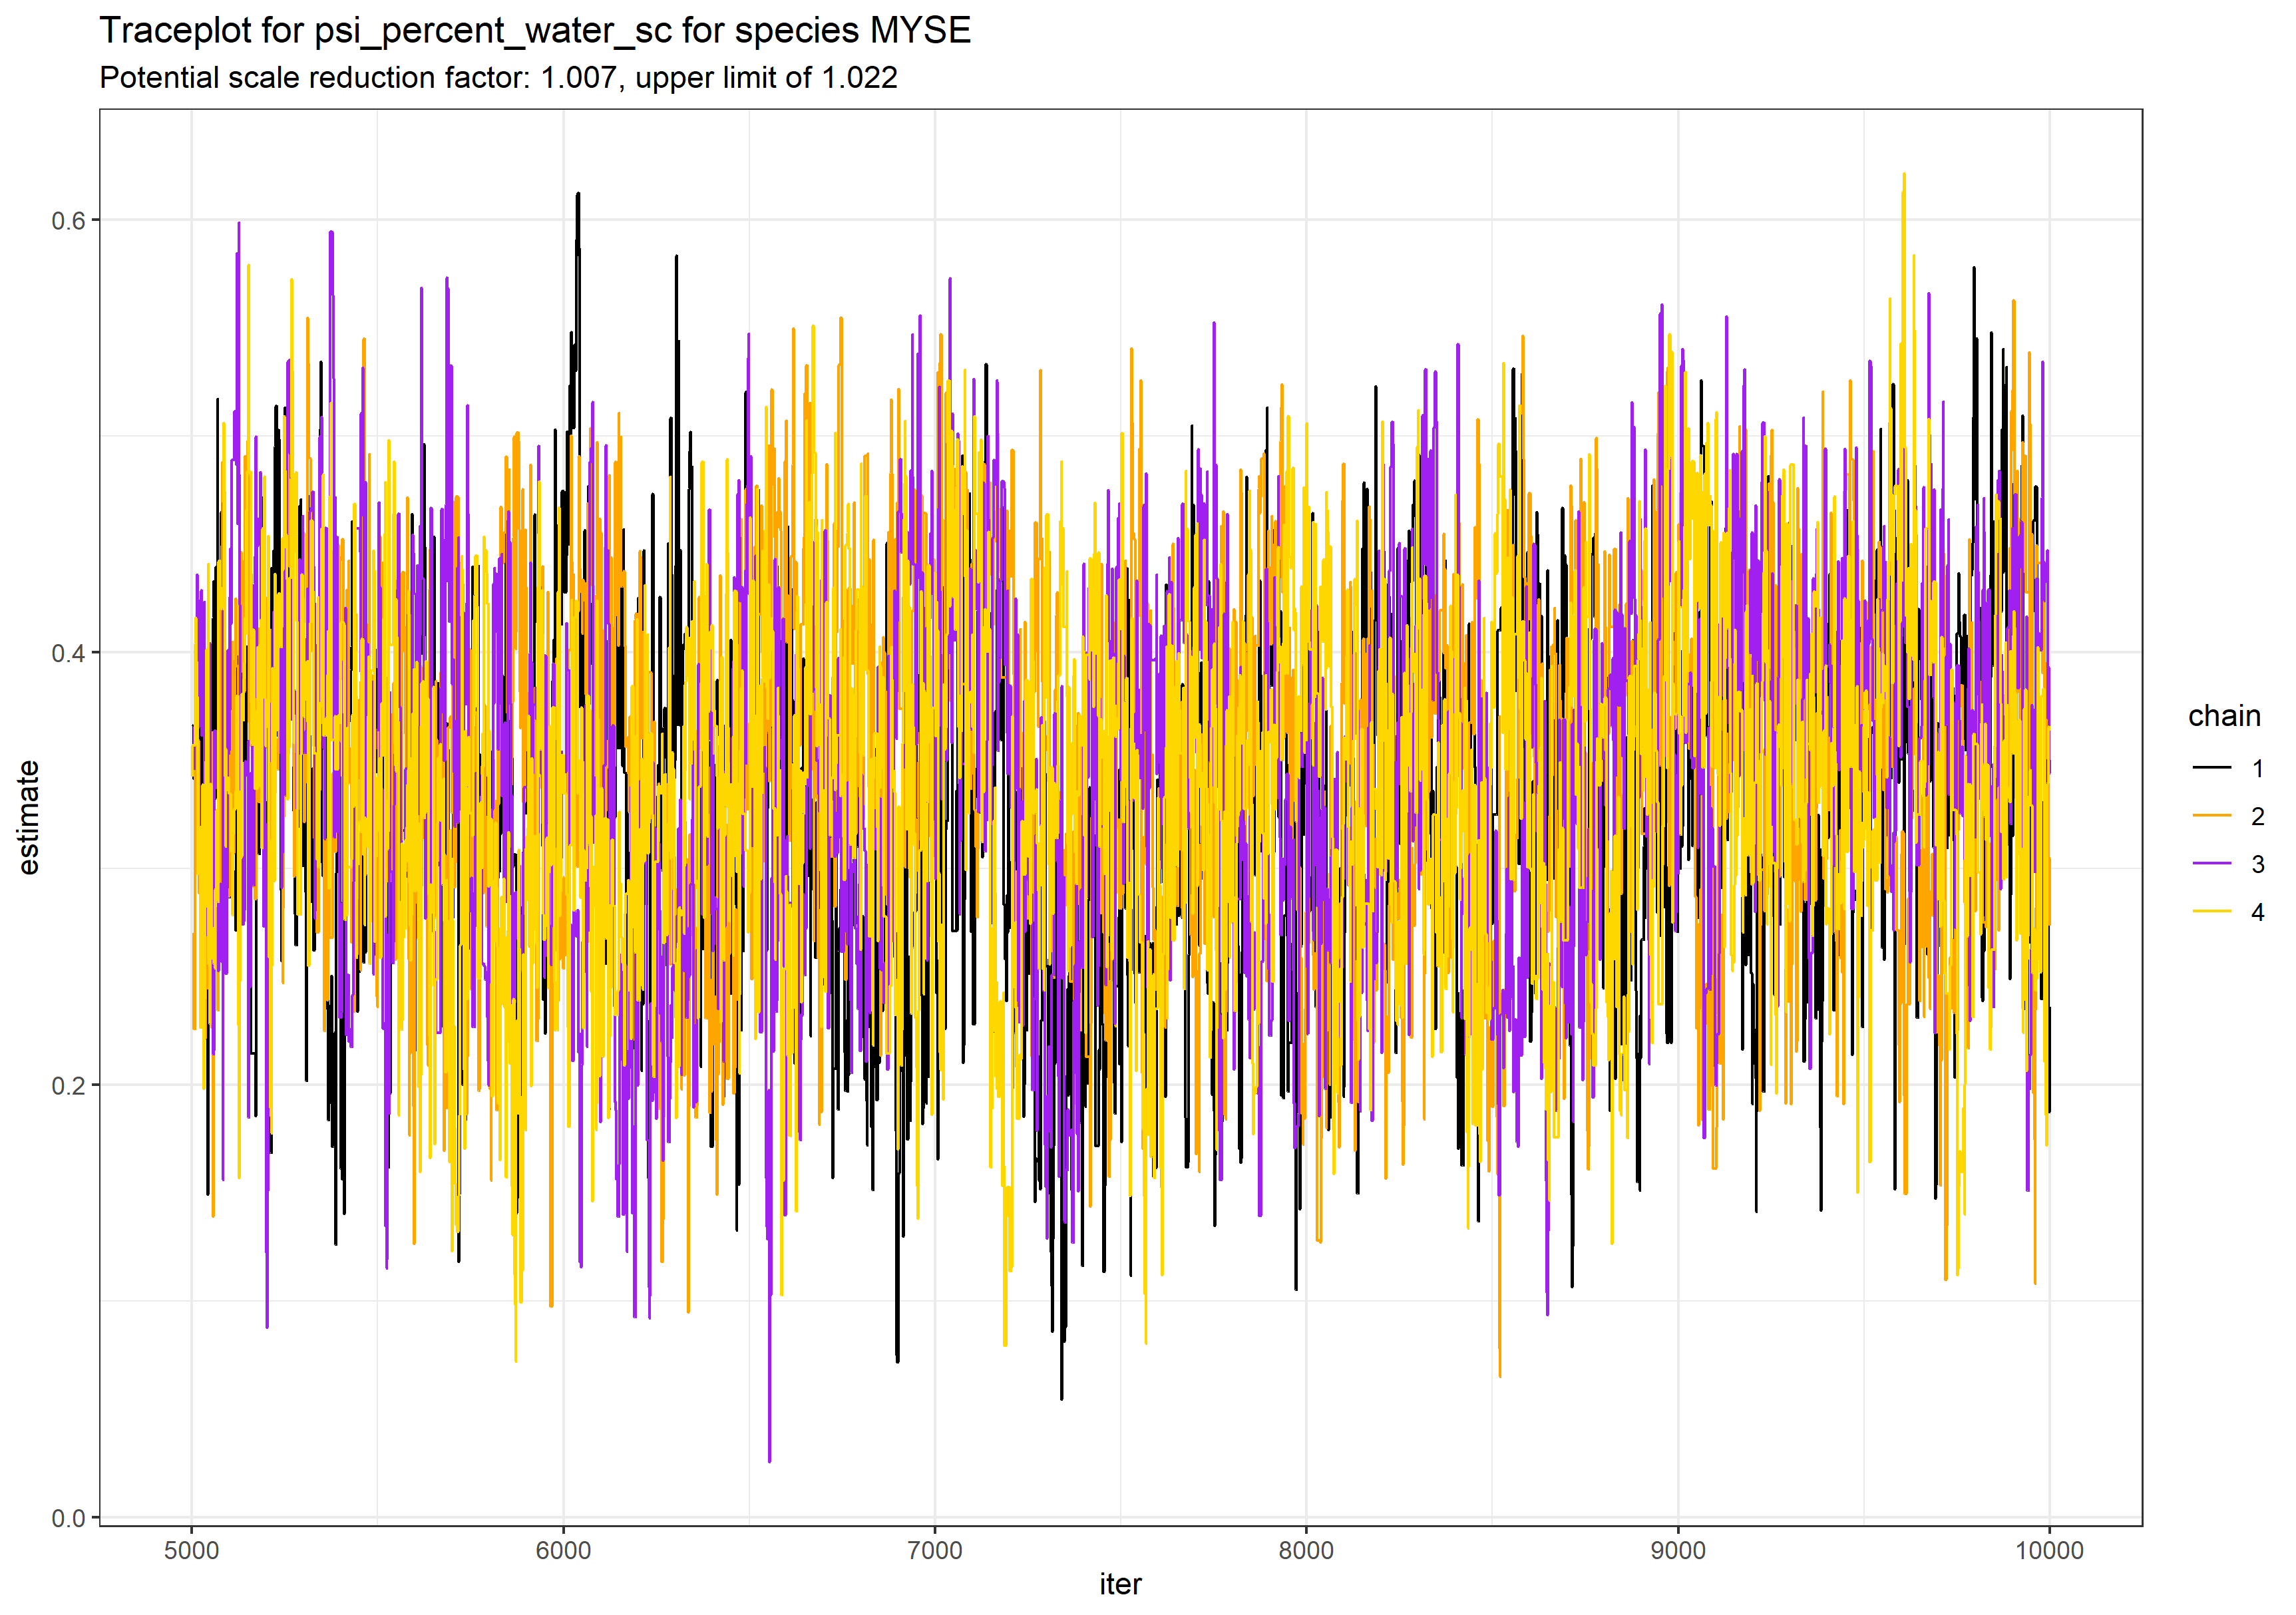 Traceplot for psi_percent_water_sc for species MYSE
Potential scale reduction factor: 1.007, upper limit of 1.022
estimate
0.6
0.4
0.2
0.0
5000 6000 7000 8000 9000 10000
iter
chain
1
2
3
4